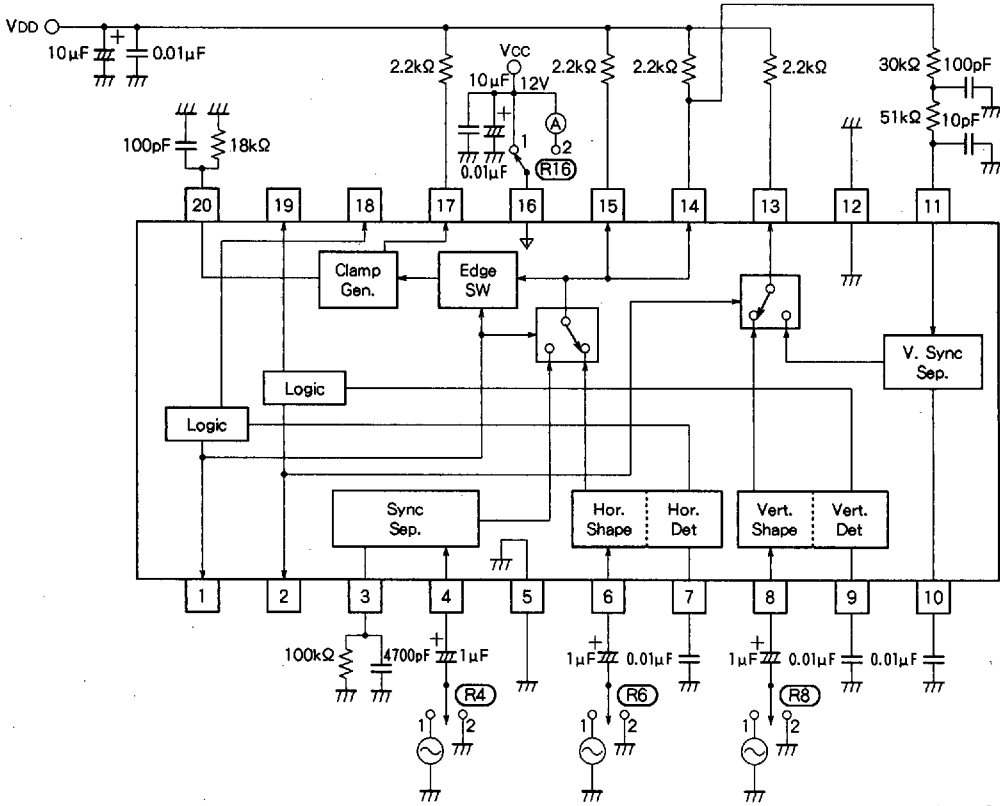 VDD
10μF
+
0.01μF
2.2kΩ
VCC
10μF
12V
+
A
1
2
R16
0.01μF
2.2kΩ
2.2kΩ
2.2kΩ
30kΩ
100pF
51kΩ
10pF
100pF
18kΩ
20
19
18
17
16
15
14
13
12
11
Clamp
Gen.
Edge
SW
V. Sync
Sep.
Logic
Logic
Sync
Sep.
Hor.
Shape
Hor.
Det
Vert.
Shape
Vert.
Det
1
2
3
4
5
6
7
8
9
10
100kΩ
4700pF
+
1μF
+
1μF
0.01μF
+
1μF
0.01μF
0.01μF
R4
1
2
R6
1
2
R8
1
2